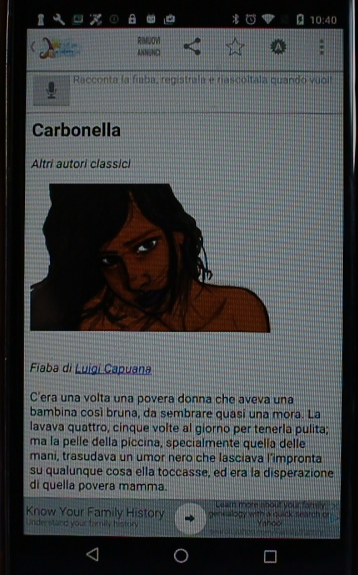 10:40
RIMUOVI
ANNUNCI
A
Racconta la fiaba, registrale e riascoltala quando vuoi!
Carbonella
Altri autori classici
Fiaba di Luigi Capuana
C'era una volta una povera donna che aveva una
bambina così bruna, da sembrare quasi una mora. La
lavava quattro, cinque volte al giorno per tenerla pulita;
ma la pelle della piccina, specialmente quella delle
mani, trasudava un umor nero che lasciava l'impronta
su qualunque cosa ella toccasse, ed era la disperazione
di quella povera mamma.
Know Your Family History
Understand your family history
Learn more about your family
genealogy with a quick search on
Yahoo!